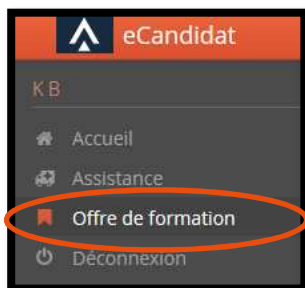 eCandidat
K B
Accueil
Assistance
Offre de formation
Déconnexion